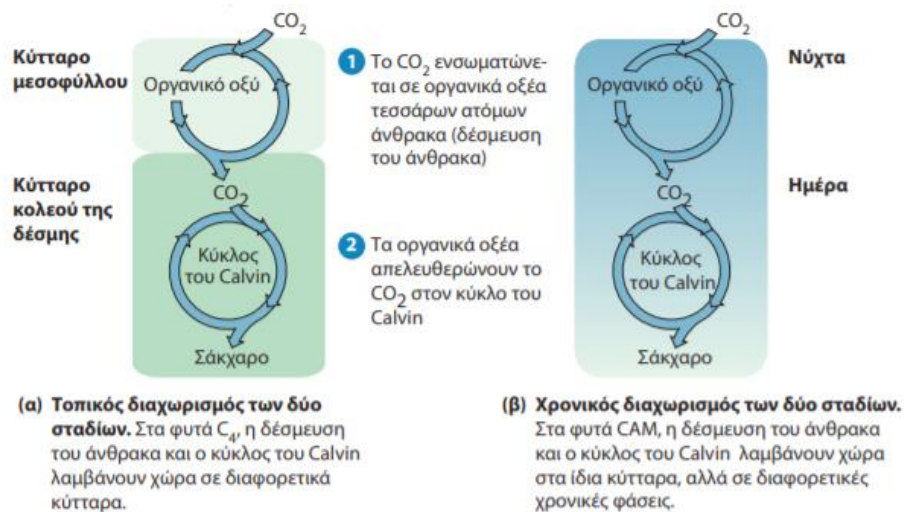 CO2
Κύτταρο
μεσοφύλλου
Οργανικό οξύ
CO2
Κύτταρο
κολεού της
δέσμης
Κύκλος
του Calvin
Σάκχαρο
1 Το CO2 ενσωματώνε-
ται σε οργανικά οξέα
τεσσάρων ατόμων
άνθρακα (δέσμευση
του άνθρακα)
2 Τα οργανικά οξέα
απελευθερώνουν το
CO2 στον κύκλο του
Calvin
CO2
Νύχτα
Οργανικό οξύ
CO2
Ημέρα
Κύκλος
του Calvin
Σάκχαρο
(α) Τοπικός διαχωρισμός των δύο
σταδίων. Στα φυτά C4, η δέσμευση
του άνθρακα και ο κύκλος του Calvin
λαμβάνουν χώρα σε διαφορετικά
κύτταρα.
(β) Χρονικός διαχωρισμός των δύο σταδίων.
Στα φυτά CAM, η δέσμευση του άνθρακα
και ο κύκλος του Calvin λαμβάνουν χώρα
στα ίδια κύτταρα, αλλά σε διαφορετικές
χρονικές φάσεις.